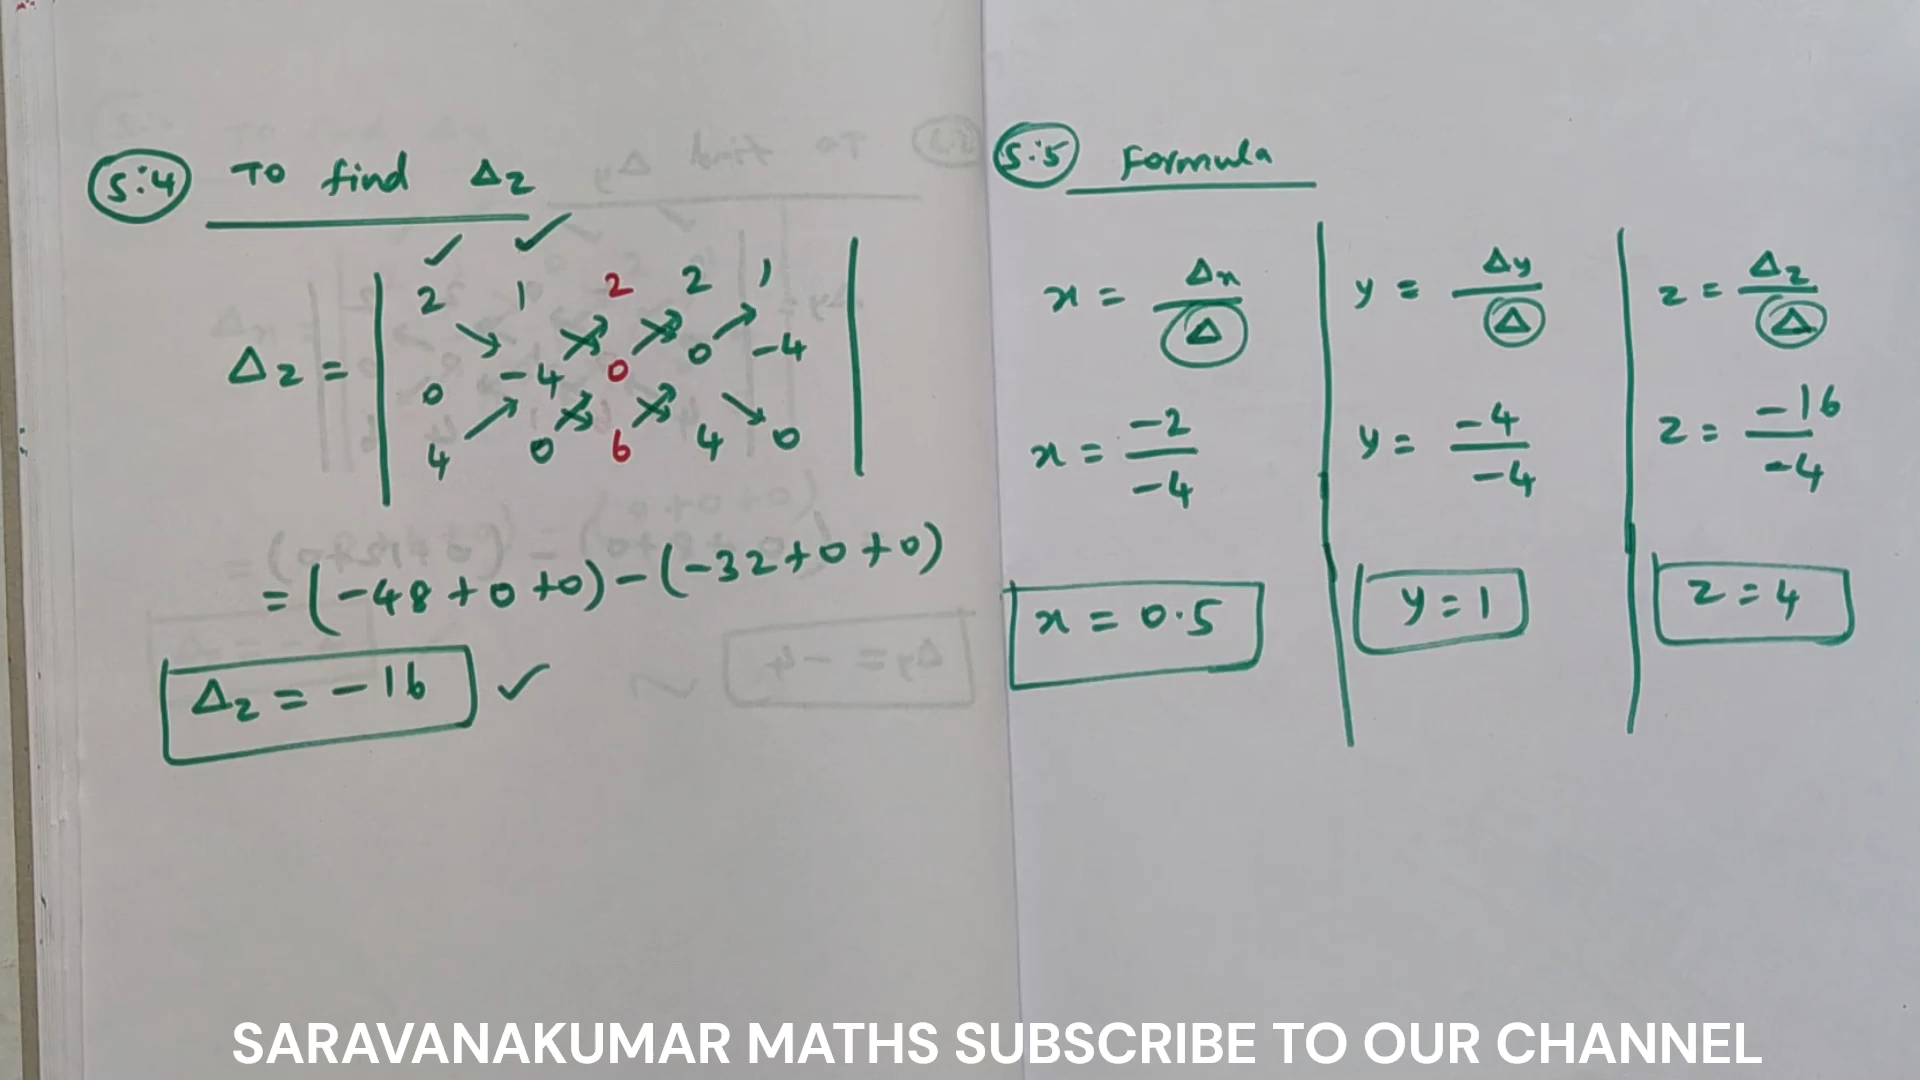 S:4 To find Δz
Δz = | 2 1 2 2 1 |
| 0 -4 0 0 -4 |
| 4 0 6 4 0 |
= (-48+0+0)-(-32+0+0)
Δz = -16 ✓
S:5 Formula
x = Δx/Δ | y = Δy/Δ | z = Δz/Δ
x = -2/-4 | y = -4/-4 | z = -16/-4
x = 0.5 | y = 1 | z = 4
SARAVANAKUMAR MATHS SUBSCRIBE TO OUR CHANNEL